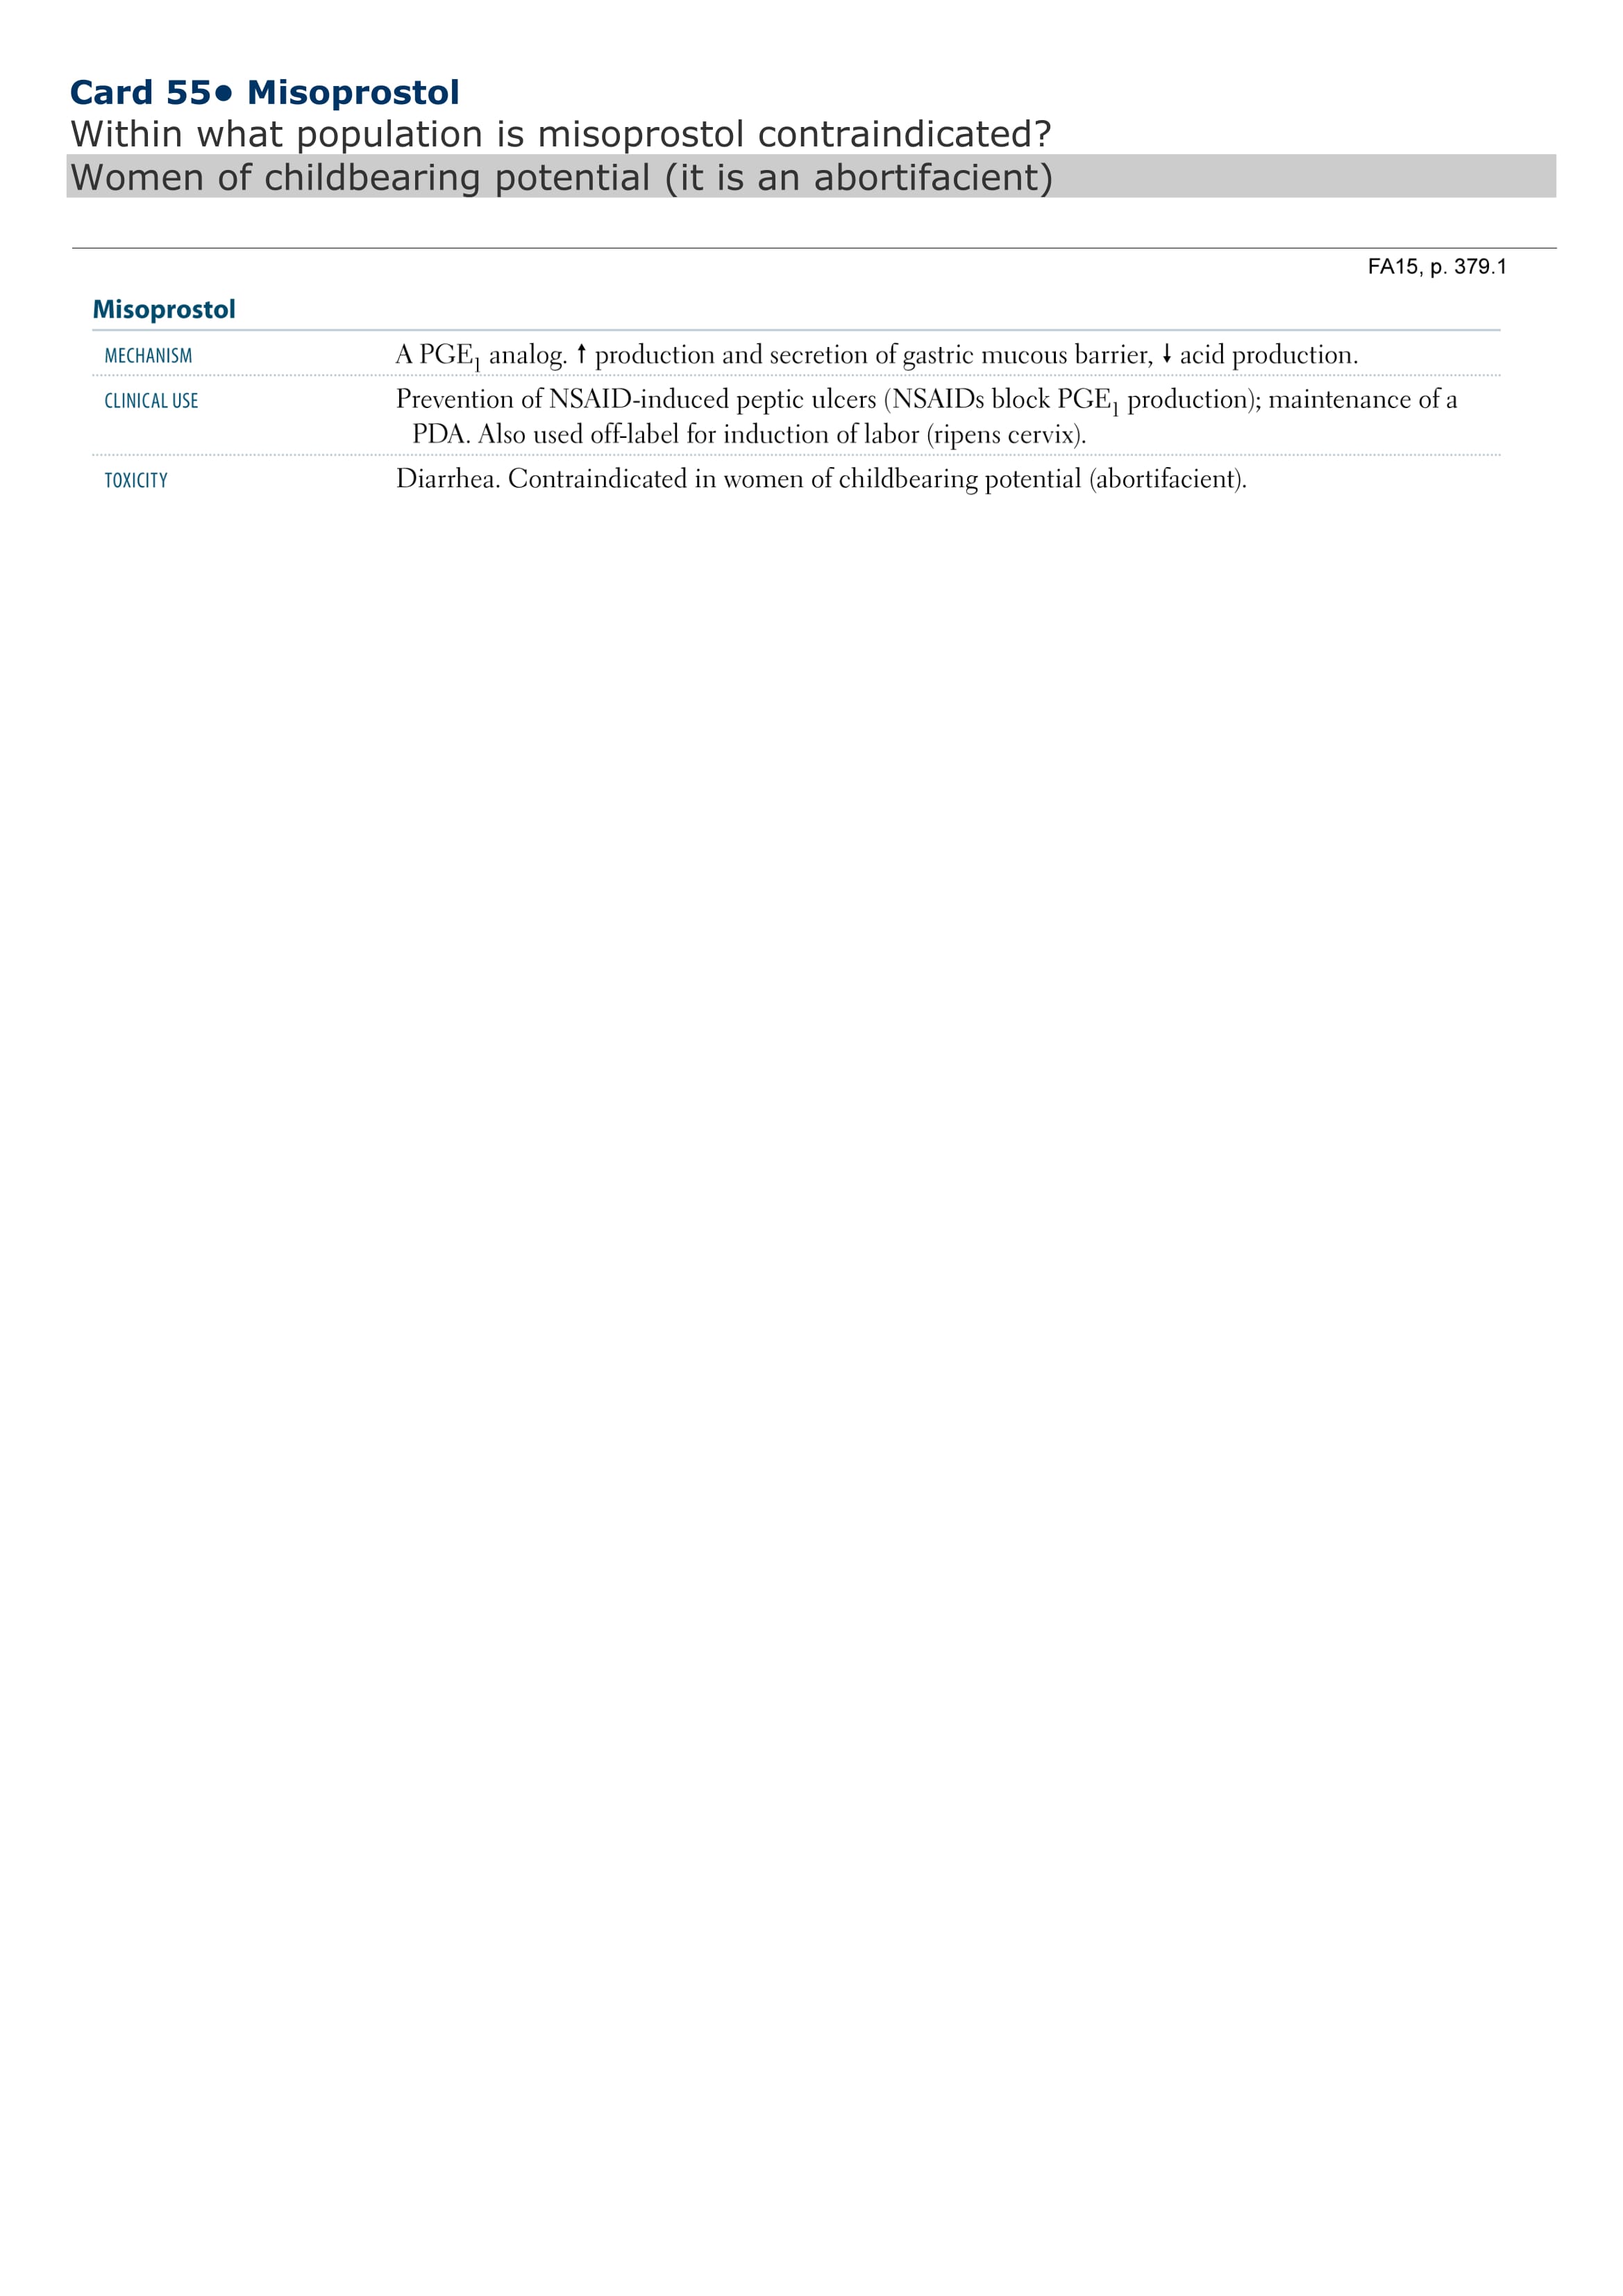 Card 55● Misoprostol
Within what population is misoprostol contraindicated?
Women of childbearing potential (it is an abortifacient)
FA15, p. 379.1
Misoprostol
MECHANISM A PGE₁ analog. ↑ production and secretion of gastric mucous barrier, ↓ acid production.
CLINICAL USE Prevention of NSAID-induced peptic ulcers (NSAIDs block PGE₁ production); maintenance of a
PDA. Also used off-label for induction of labor (ripens cervix).
TOXICITY Diarrhea. Contraindicated in women of childbearing potential (abortifacient).